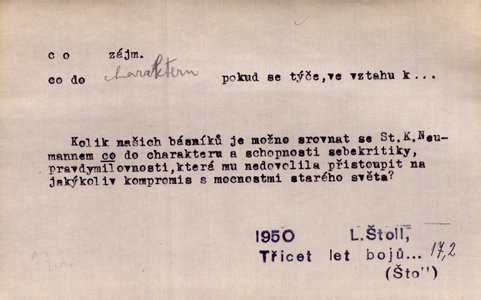 c o zájm.
co do charakteru pokud se týče,ve vztahu k...
Kolik našich básníků je možno srovnat se St.K.Neu-
mannem co do charakteru a schopnosti sebekritiky,
pravdymilovnosti,která mu nedovolila přistoupit na
jakýkoliv kompromis s mocnostmi starého světa?
1950 L.Štoll,
Třicet let bojů... 17,2
(Što")